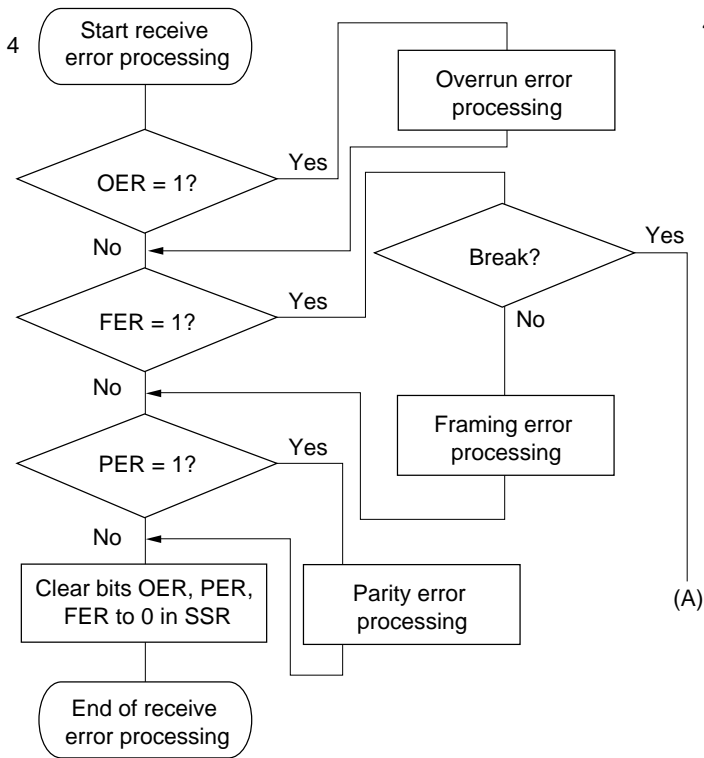 4
Start receive
error processing
Overrun error
processing
OER = 1?
Yes
No
Break?
Yes
No
FER = 1?
Yes
No
Framing error
processing
PER = 1?
Yes
No
Clear bits OER, PER,
FER to 0 in SSR
Parity error
processing
(A)
End of receive
error processing